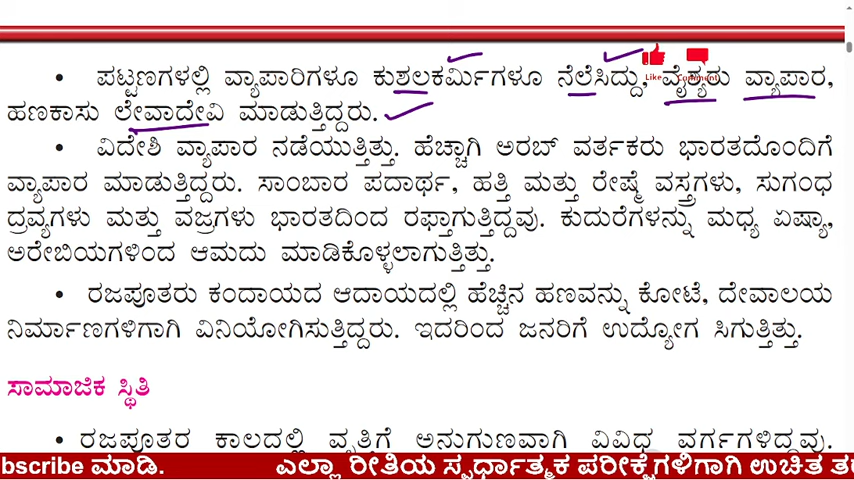 • ಪಟ್ಟಣಗಳಲ್ಲಿ ವ್ಯಾಪಾರಿಗಳೂ ಕುಶಲಕರ್ಮಿಗಳೂ ನೆಲೆಸಿದ್ದು, ವೈಶ್ಯರು ವ್ಯಾಪಾರ,
Like Comment
ಹಣಕಾಸು ಲೇವಾದೇವಿ ಮಾಡುತ್ತಿದ್ದರು.
• ವಿದೇಶಿ ವ್ಯಾಪಾರ ನಡೆಯುತ್ತಿತ್ತು. ಹೆಚ್ಚಾಗಿ ಅರಬ್ ವರ್ತಕರು ಭಾರತದೊಂದಿಗೆ
ವ್ಯಾಪಾರ ಮಾಡುತ್ತಿದ್ದರು. ಸಾಂಬಾರ ಪದಾರ್ಥ, ಹತ್ತಿ ಮತ್ತು ರೇಷ್ಮೆ ವಸ್ತ್ರಗಳು, ಸುಗಂಧ
ದ್ರವ್ಯಗಳು ಮತ್ತು ವಜ್ರಗಳು ಭಾರತದಿಂದ ರಫ್ತಾಗುತ್ತಿದ್ದವು. ಕುದುರೆಗಳನ್ನು ಮಧ್ಯ ಏಷ್ಯಾ,
ಅರೇಬಿಯಗಳಿಂದ ಆಮದು ಮಾಡಿಕೊಳ್ಳಲಾಗುತ್ತಿತ್ತು.
• ರಜಪೂತರು ಕಂದಾಯದ ಆದಾಯದಲ್ಲಿ ಹೆಚ್ಚಿನ ಹಣವನ್ನು ಕೋಟೆ, ದೇವಾಲಯ
ನಿರ್ಮಾಣಗಳಿಗಾಗಿ ವಿನಿಯೋಗಿಸುತ್ತಿದ್ದರು. ಇದರಿಂದ ಜನರಿಗೆ ಉದ್ಯೋಗ ಸಿಗುತ್ತಿತ್ತು.
ಸಾಮಾಜಿಕ ಸ್ಥಿತಿ
• ರಜಪೂತರ ಕಾಲದಲ್ಲಿ ವೃತ್ತಿಗೆ ಅನುಗುಣವಾಗಿ ವಿವಿಧ ವರ್ಗಗಳಿದ್ದವು.
bscribe ಮಾಡಿ. ಎಲ್ಲಾ ರೀತಿಯ ಸ್ಪರ್ಧಾತ್ಮಕ ಪರೀಕ್ಷೆಗಳಿಗಾಗಿ ಉಚಿತ ತರ